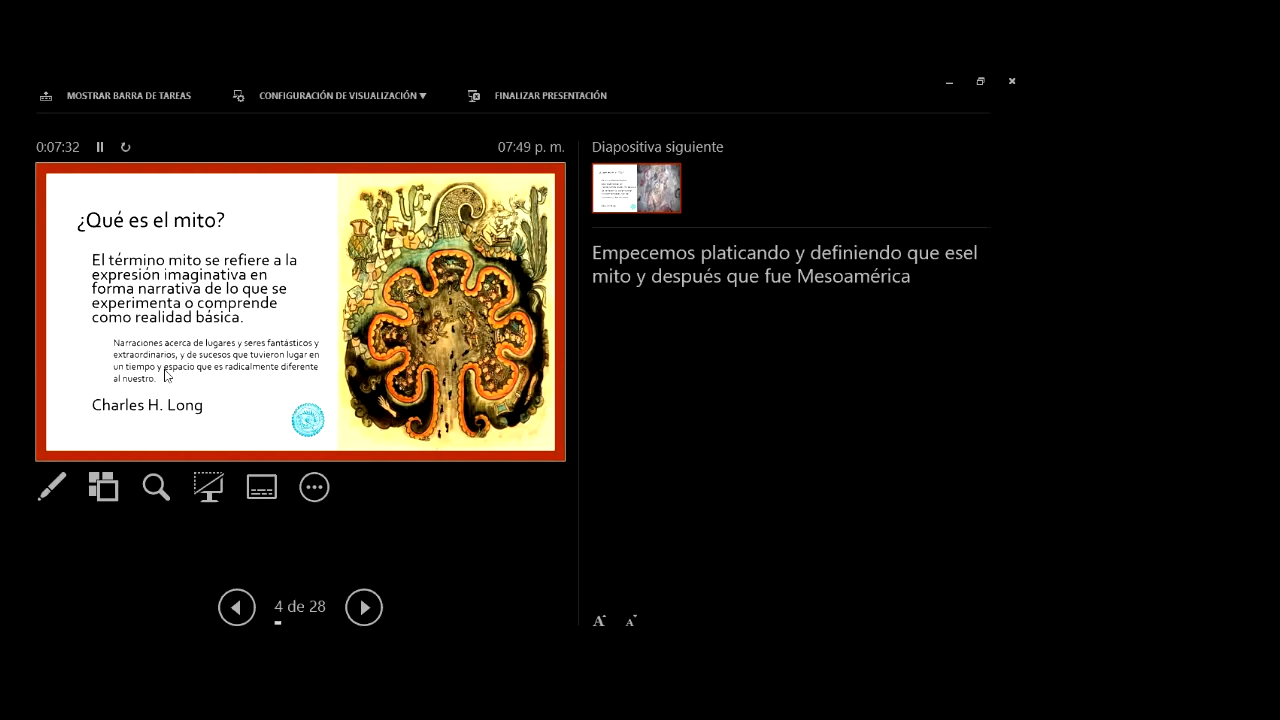 MOSTRAR BARRA DE TAREAS
CONFIGURACIÓN DE VISUALIZACIÓN ▼
FINALIZAR PRESENTACIÓN
0:07:32
07:49 p. m.
¿Qué es el mito?
El término mito se refiere a la
expresión imaginativa en
forma narrativa de lo que se
experimenta o comprende
como realidad básica.
Narraciones acerca de lugares y seres fantásticos y
extraordinarios, y de sucesos que tuvieron lugar en
un tiempo y espacio que es radicalmente diferente
al nuestro.
Charles H. Long
4 de 28
Diapositiva siguiente
Empecemos platicando y definiendo que esel
mito y después que fue Mesoamérica
A A